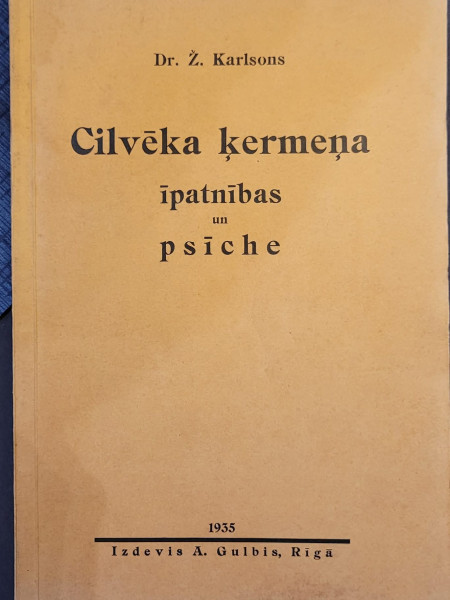 Dr. Ž. Karlsons
Cilvēka ķermeņa
īpatnības
un
psīche
1935
Izdevis A. Gulbis, Rīgā